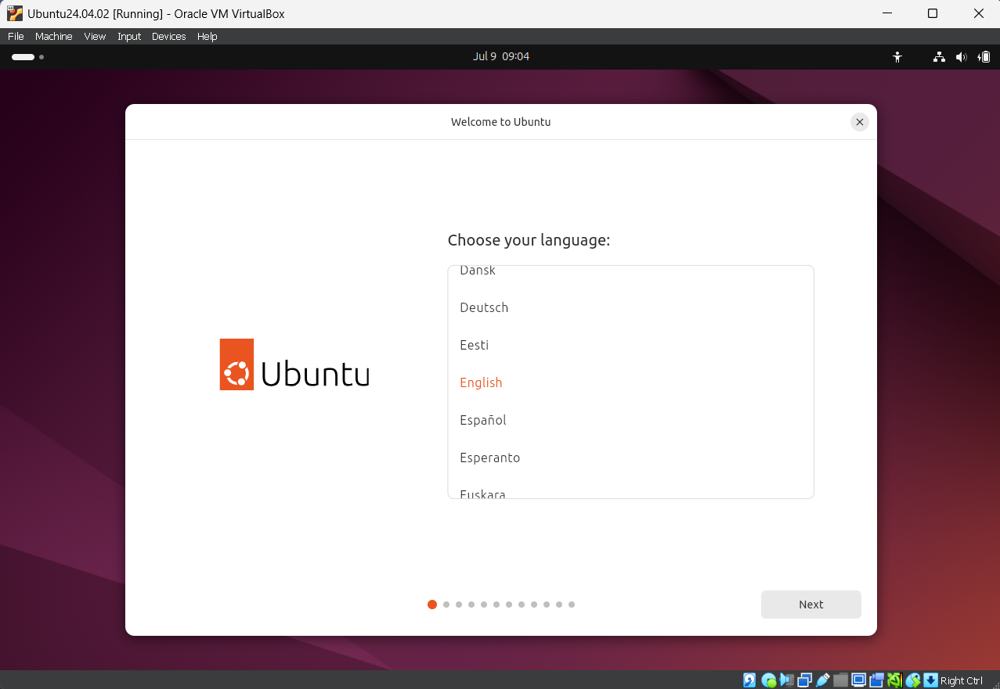 Ubuntu24.04.02 [Running] - Oracle VM VirtualBox
File Machine View Input Devices Help
Jul 9 09:04
Welcome to Ubuntu
Choose your language:
Dansk
Deutsch
Eesti
English
Español
Esperanto
Euskara
Ubuntu
Next
Right Ctrl